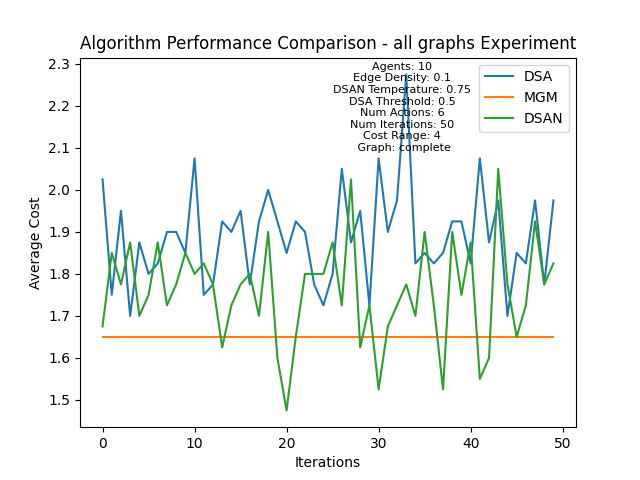 Algorithm Performance Comparison - all graphs Experiment
Agents: 10
Edge Density: 0.1
DSAN Temperature: 0.75
DSA Threshold: 0.5
Num Actions: 6
Num Iterations: 50
Cost Range: 4
Graph: complete
DSA
MGM
DSAN
Average Cost
2.3
2.2
2.1
2.0
1.9
1.8
1.7
1.6
1.5
0
10
20
30
40
50
Iterations